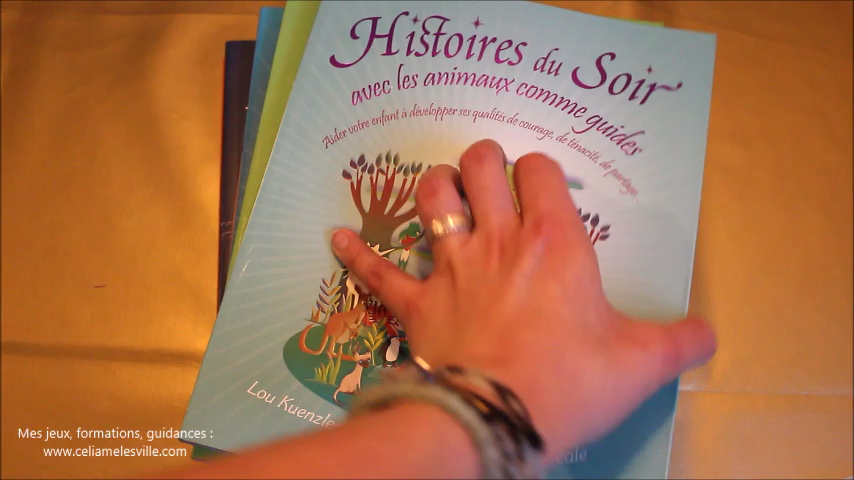 Histoires du Soir
avec les animaux comme guides
Aider votre enfant à développer ses qualités de courage, de ténacité, de partage...
Lou Kuenzle
Mes jeux, formations, guidances :
www.celiamelesville.com